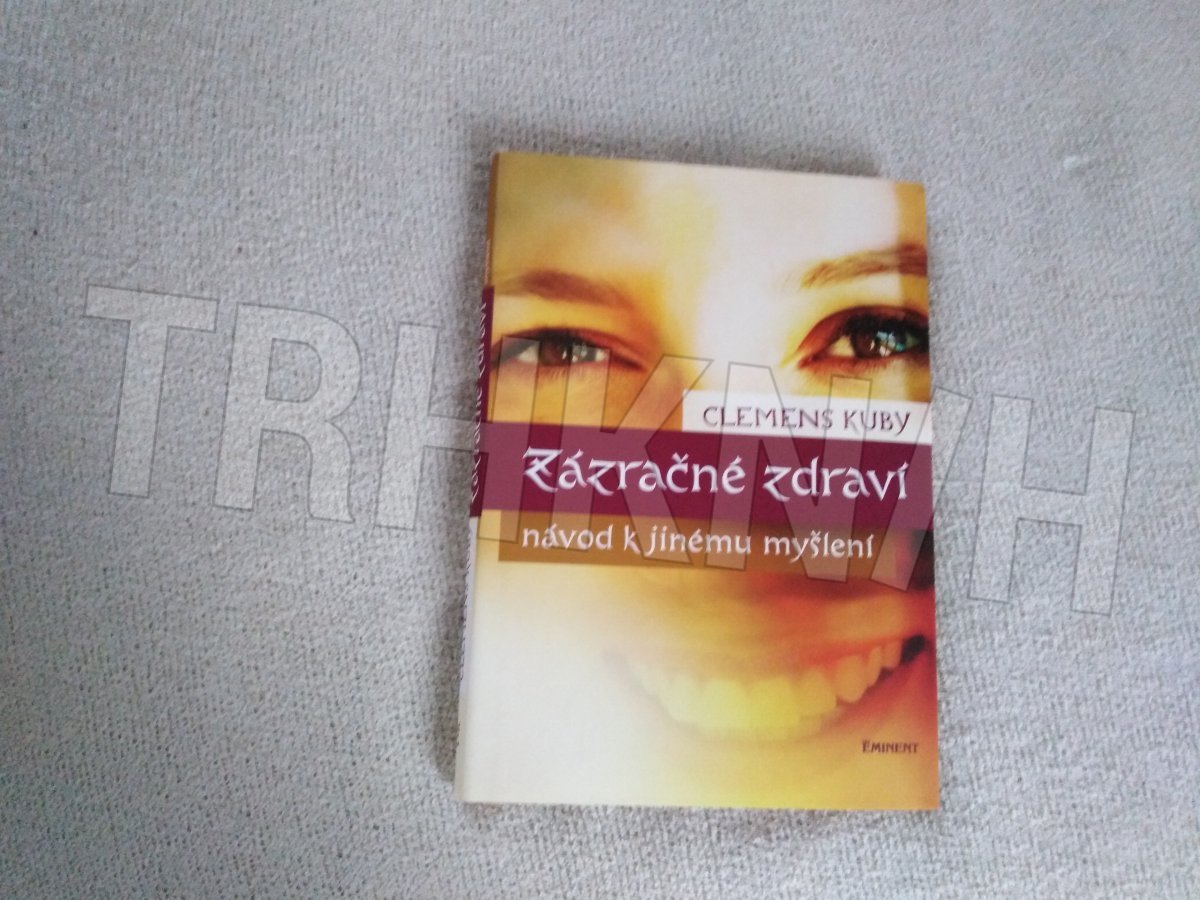 CLEMENS KUBY
Zázračné zdraví
návod k jinému myšlení
EMINENT
TRHKNIH